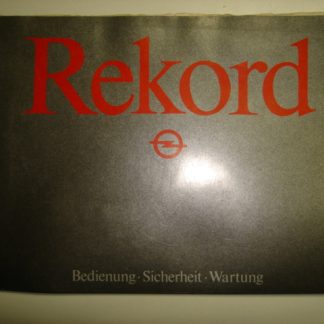 Rekord
Bedienung · Sicherheit · Wartung